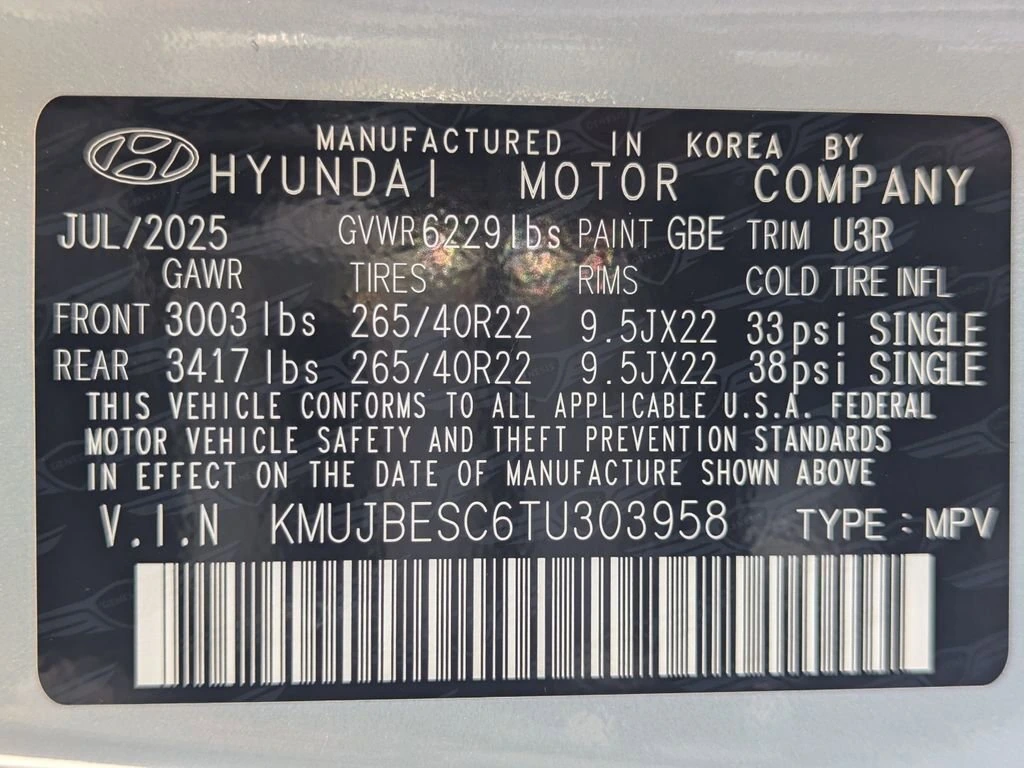 MANUFACTURED IN KOREA BY
HYUNDAI MOTOR COMPANY
JUL/2025 GVWR 6229 lbs PAINT GBE TRIM U3R
GAWR TIRES RIMS COLD TIRE INFL
FRONT 3003 lbs 265/40R22 9.5JX22 33psi SINGLE
REAR 3417 lbs 265/40R22 9.5JX22 38psi SINGLE
THIS VEHICLE CONFORMS TO ALL APPLICABLE U.S.A. FEDERAL
MOTOR VEHICLE SAFETY AND THEFT PREVENTION STANDARDS
IN EFFECT ON THE DATE OF MANUFACTURE SHOWN ABOVE
V.I.N KMUJBESC6TU303958 TYPE : MPV